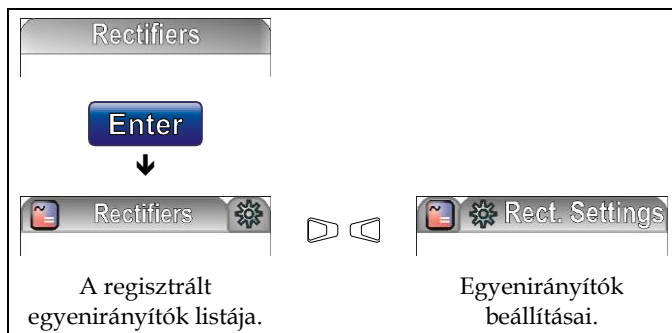 Rectifiers
Enter
Rectifiers
Rect. Settings
A regisztrált
egyenirányítók listája.
Egyenirányítók
beállításai.